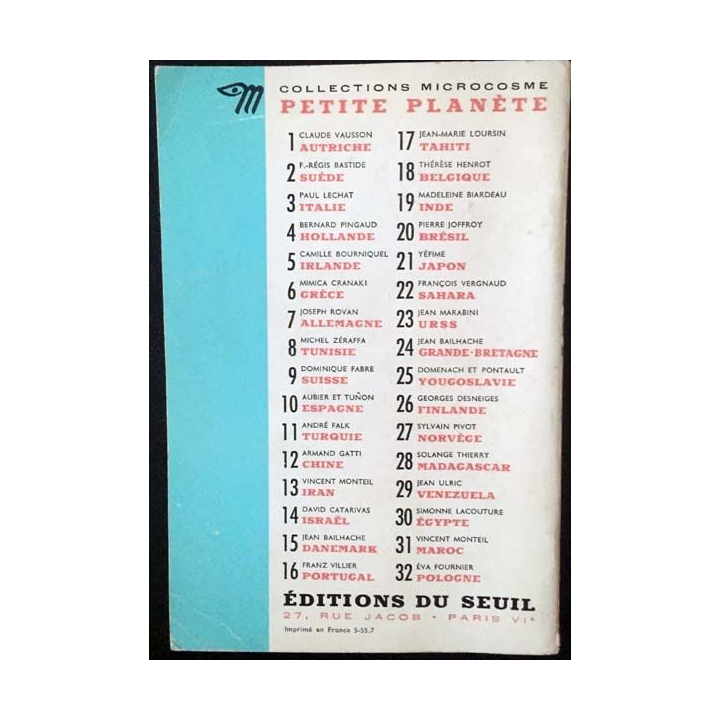 COLLECTIONS MICROCOSME
PETITE PLANÈTE
1 CLAUDE VAUSSON
AUTRICHE
2 F.-RÉGIS BASTIDE
SUÈDE
3 PAUL LECHAT
ITALIE
4 BERNARD PINGAUD
HOLLANDE
5 CAMILLE BOURNIQUEL
IRLANDE
6 MIMICA CRANAKI
GRÈCE
7 JOSEPH ROVAN
ALLEMAGNE
8 MICHEL ZÉRAFFA
TUNISIE
9 DOMINIQUE FABRE
SUISSE
10 AUBIER ET TUÑON
ESPAGNE
11 ANDRÉ FALK
TURQUIE
12 ARMAND GATTI
CHINE
13 VINCENT MONTEIL
IRAN
14 DAVID CATARIVAS
ISRAËL
15 JEAN BAILHACHE
DANEMARK
16 FRANZ VILLIER
PORTUGAL
17 JEAN-MARIE LOURSIN
TAHITI
18 THÉRÈSE HENROT
BELGIQUE
19 MADELEINE BIARDEAU
INDE
20 PIERRE JOFFROY
BRÉSIL
21 YÉFIME
JAPON
22 FRANÇOIS VERGNAUD
SAHARA
23 JEAN MARABINI
URSS
24 JEAN BAILHACHE
GRANDE-BRETAGNE
25 DOMENACH ET PONTAULT
YOUGOSLAVIE
26 GEORGES DESNEIGES
FINLANDE
27 SYLVAIN PIVOT
NORVÈGE
28 SOLANGE THIERRY
MADAGASCAR
29 JEAN ULRIC
VENEZUELA
30 SIMONNE LACOUTURE
ÉGYPTE
31 VINCENT MONTEIL
MAROC
32 ÉVA FOURNIER
POLOGNE
ÉDITIONS DU SEUIL
27, RUE JACOB - PARIS VIe
Imprimé en France 5-55.7